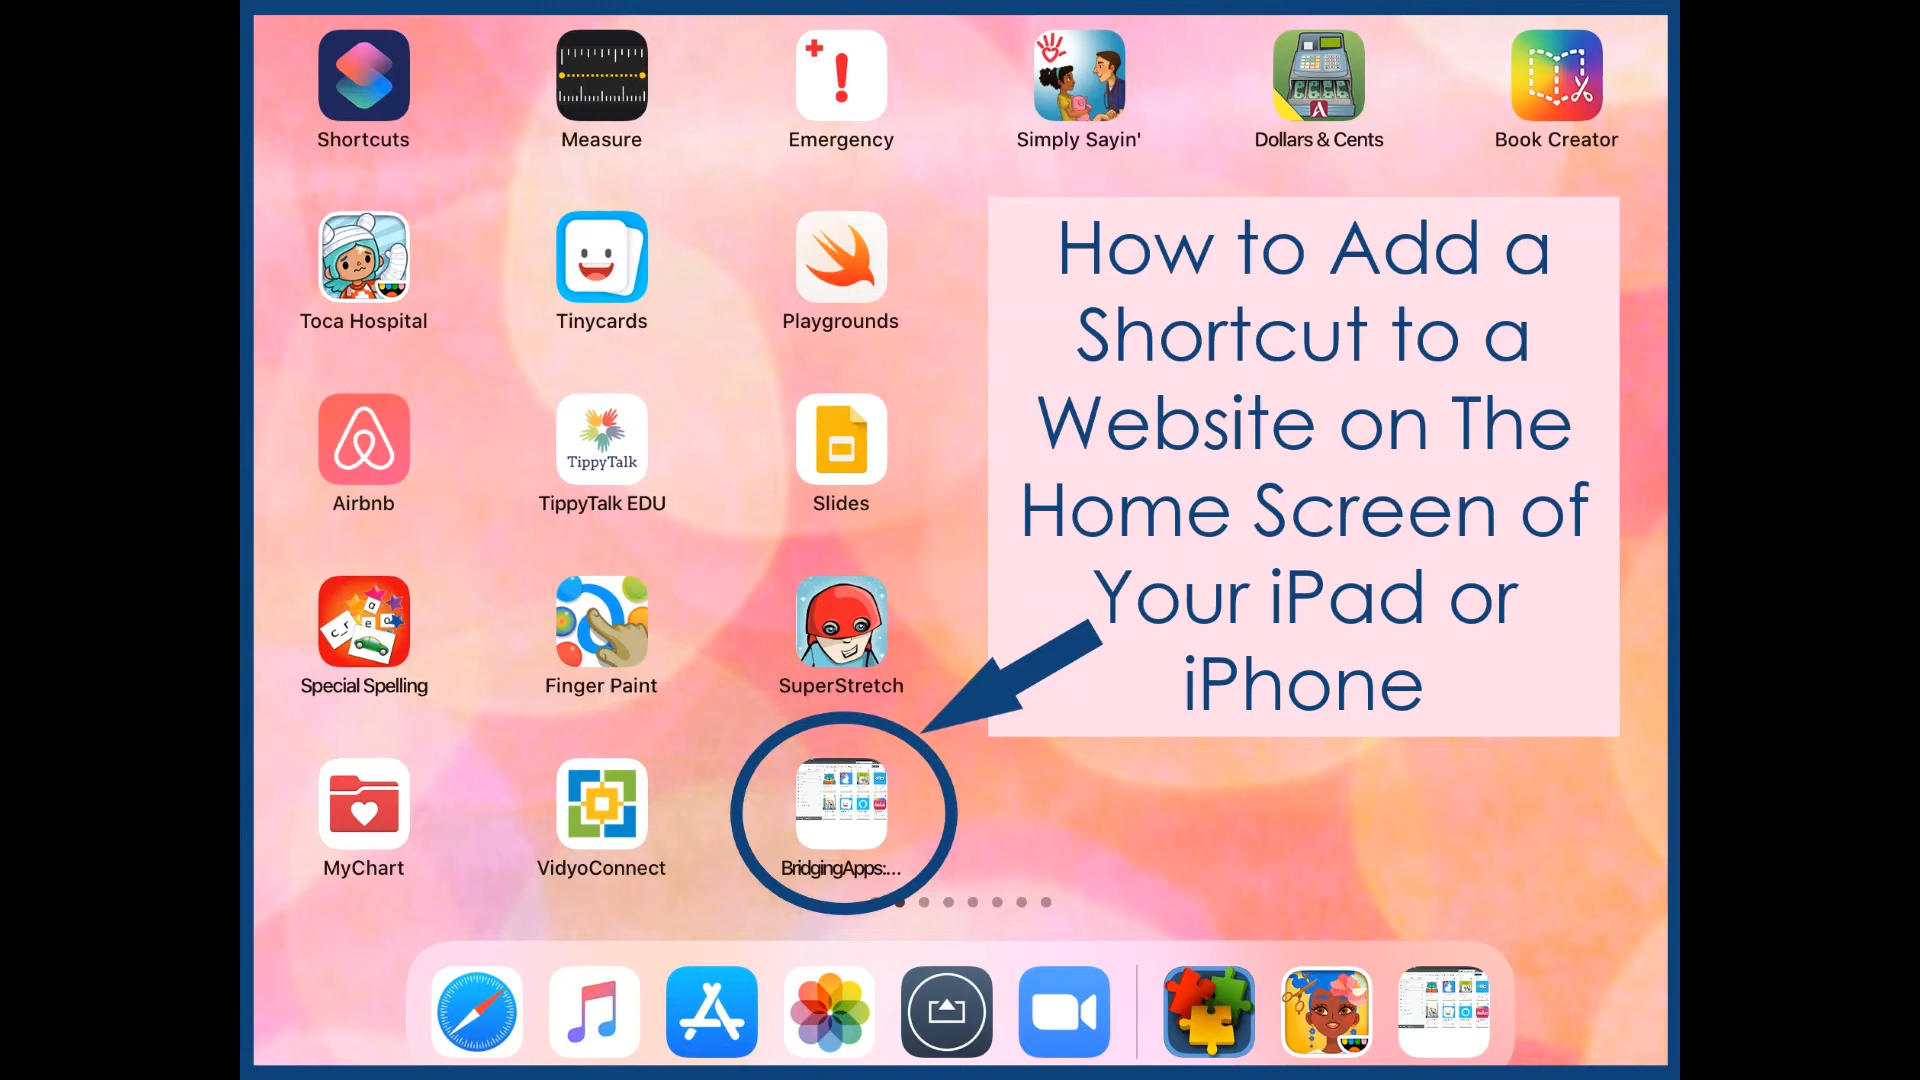 Shortcuts
Measure
Emergency
Simply Sayin'
Dollars & Cents
Book Creator
How to Add a
Shortcut to a
Website on The
Home Screen of
Your iPad or
iPhone
Toca Hospital
Tinycards
Playgrounds
TippyTalk
Airbnb
TippyTalk EDU
Slides
c_r
a
e
Special Spelling
Finger Paint
SuperStretch
MyChart
VidyoConnect
BridgingApps:...